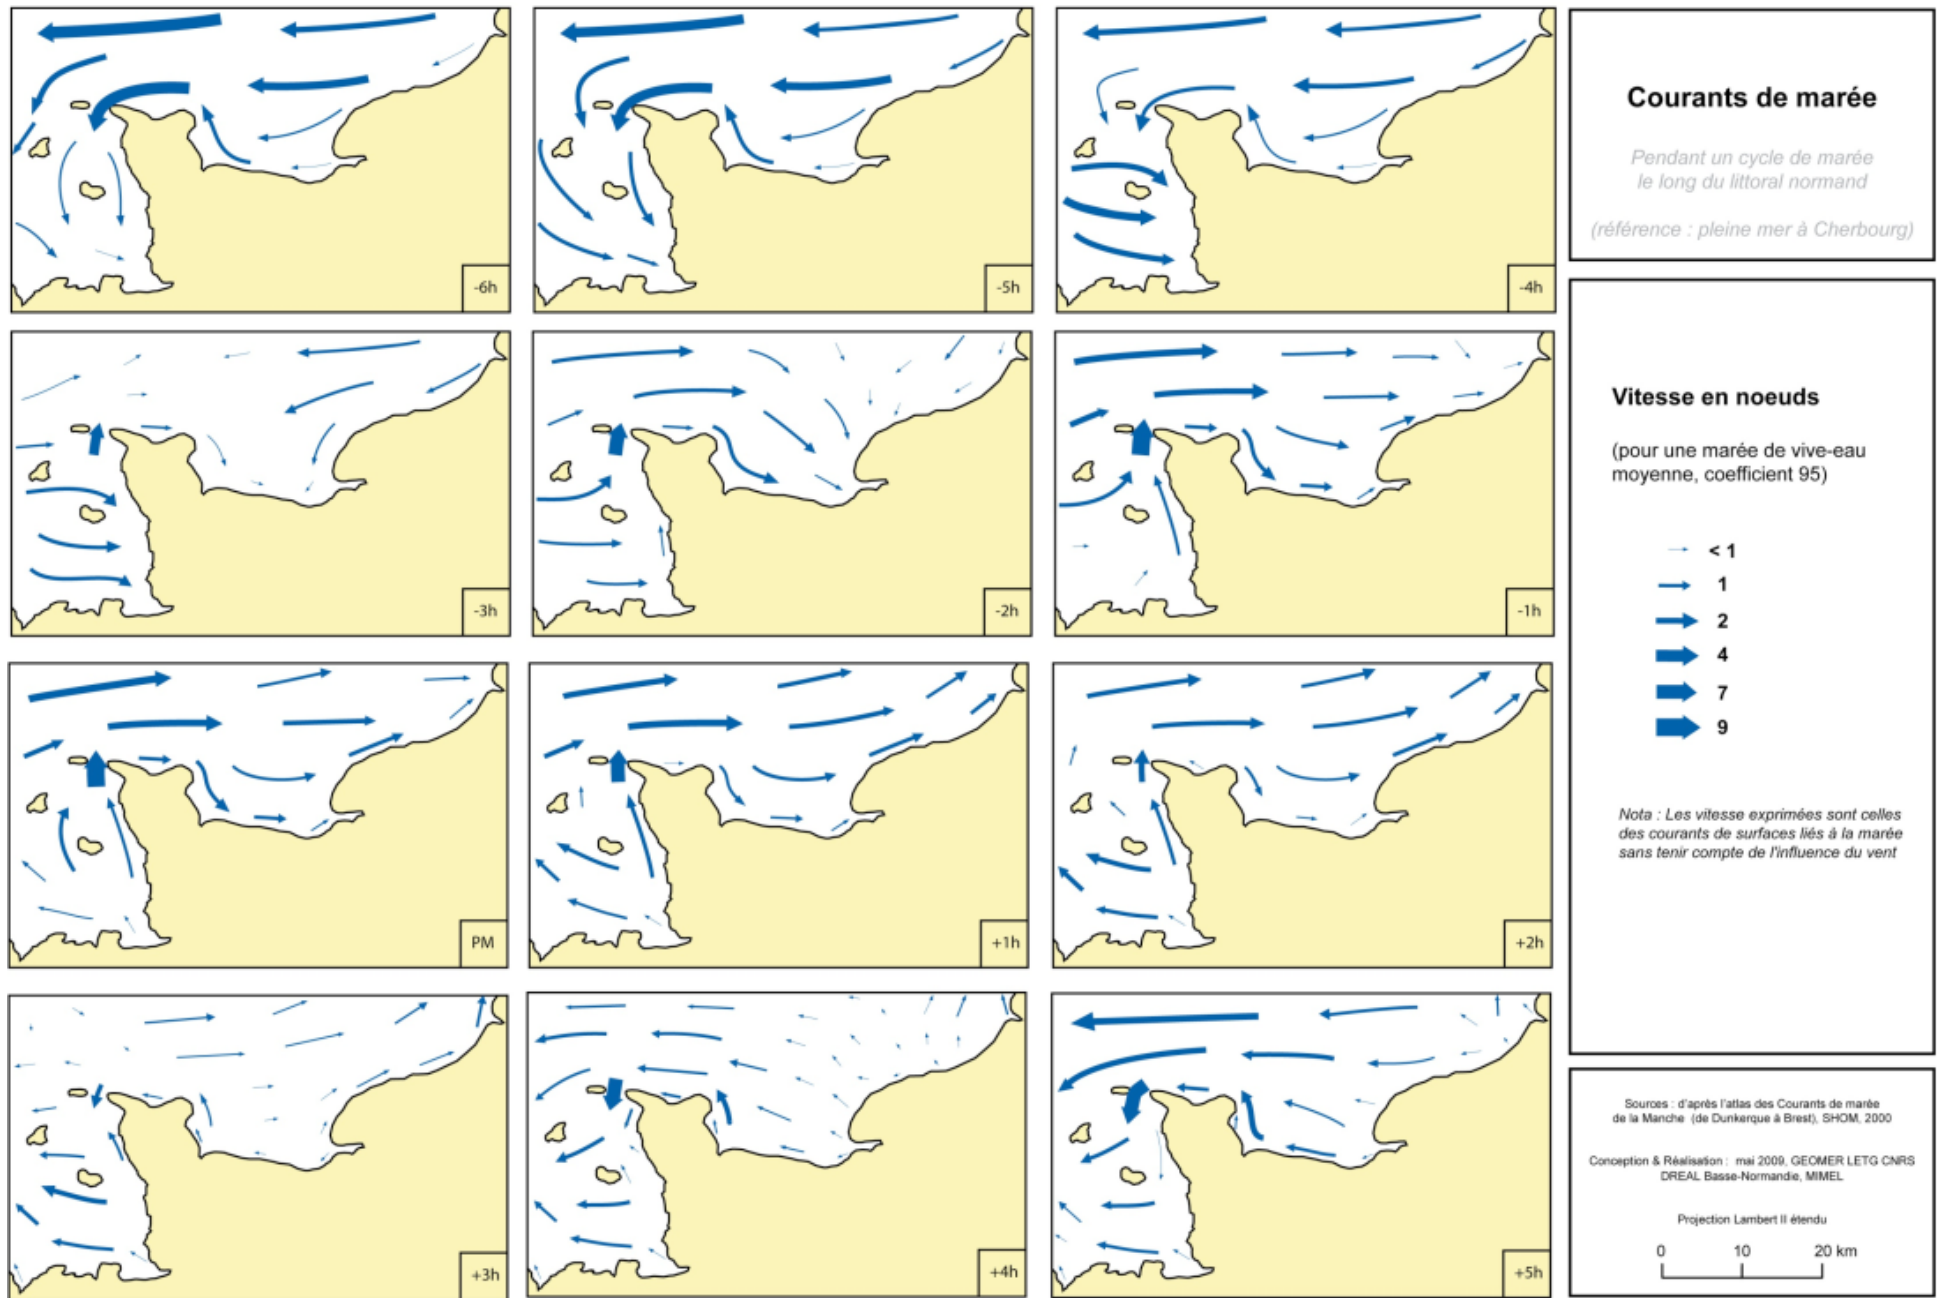 Courants de marée
Pendant un cycle de marée
le long du littoral normand
(référence : pleine mer à Cherbourg)
-6h
-5h
-4h
-3h
-2h
-1h
PM
+1h
+2h
+3h
+4h
+5h
Vitesse en noeuds
(pour une marée de vive-eau
moyenne, coefficient 95)
< 1
1
2
4
7
9
Nota : Les vitesse exprimées sont celles
des courants de surfaces liés á la marée
sans tenir compte de l'influence du vent
Sources : d'après l'atlas des Courants de marée
de la Manche (de Dunkerque à Brest), SHOM, 2000
Conception & Réalisation : mai 2009, GEOMER LETG CNRS
DREAL Basse-Normandie, MIMEL
Projection Lambert II étendu
0 10 20 km